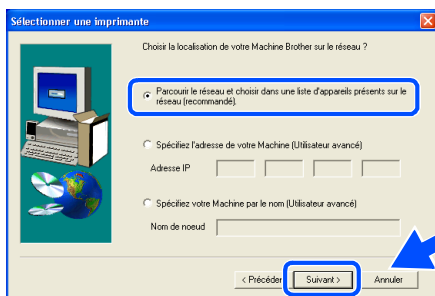 Sélectionner une imprimante
Choisir la localisation de votre Machine Brother sur le réseau ?
Parcourir le réseau et choisir dans une liste d'appareils présents sur le
réseau (recommandé).
Spécifiez l'adresse de votre Machine (Utilisateur avancé)
Adresse IP
Spécifiez votre Machine par le nom (Utilisateur avancé)
Nom de noeud
< Précéder Suivant > Annuler